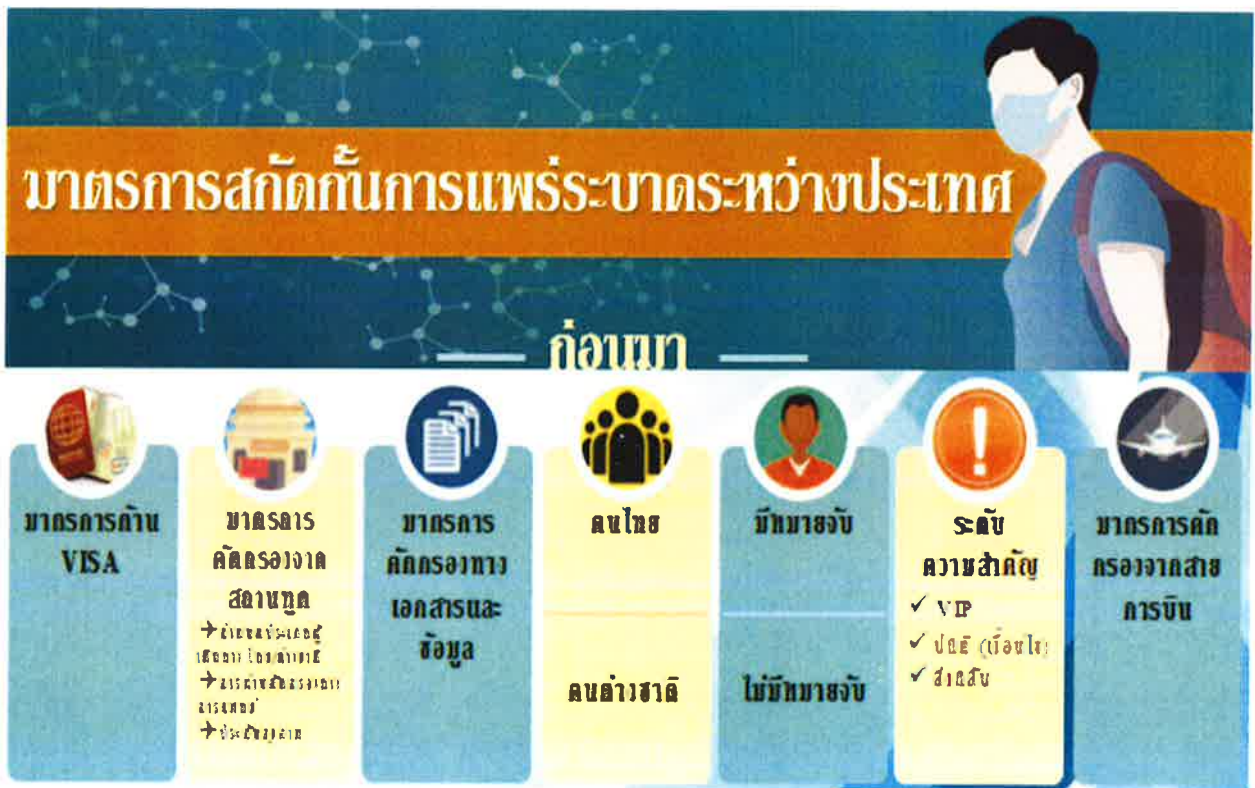 มาตรการสกัดกั้นการแพร่ระบาดระหว่างประเทศ
ก่อนมา
มาตรการด้าน
VISA
มาตรการ
คัดกรองจาก
สถานทูต
มาตรการ
คัดกรองทาง
เอกสารและ
ข้อมูล
คนไทย
คนต่างชาติ
มีหมายจับ
ไม่มีหมายจับ
ระดับ
ความสำคัญ
✓ VIP
✓ ปกติ (เงื่อนไข)
✓
มาตรการคัด
กรองจากสาย
การบิน